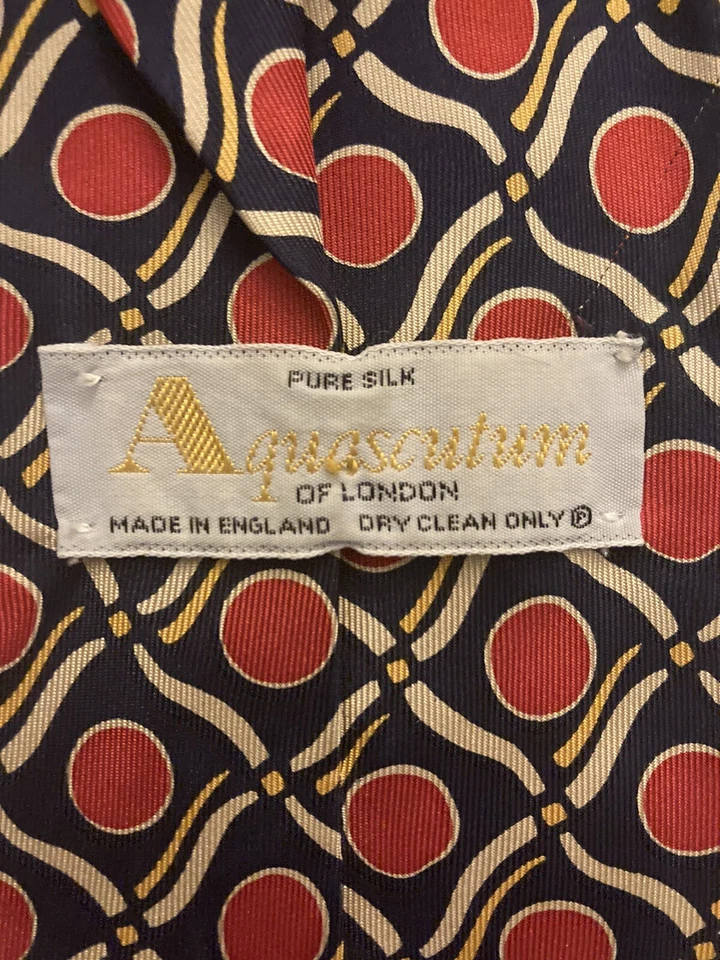 PURE SILK
Aquascutum
OF LONDON
MADE IN ENGLAND DRY CLEAN ONLY Ⓟ